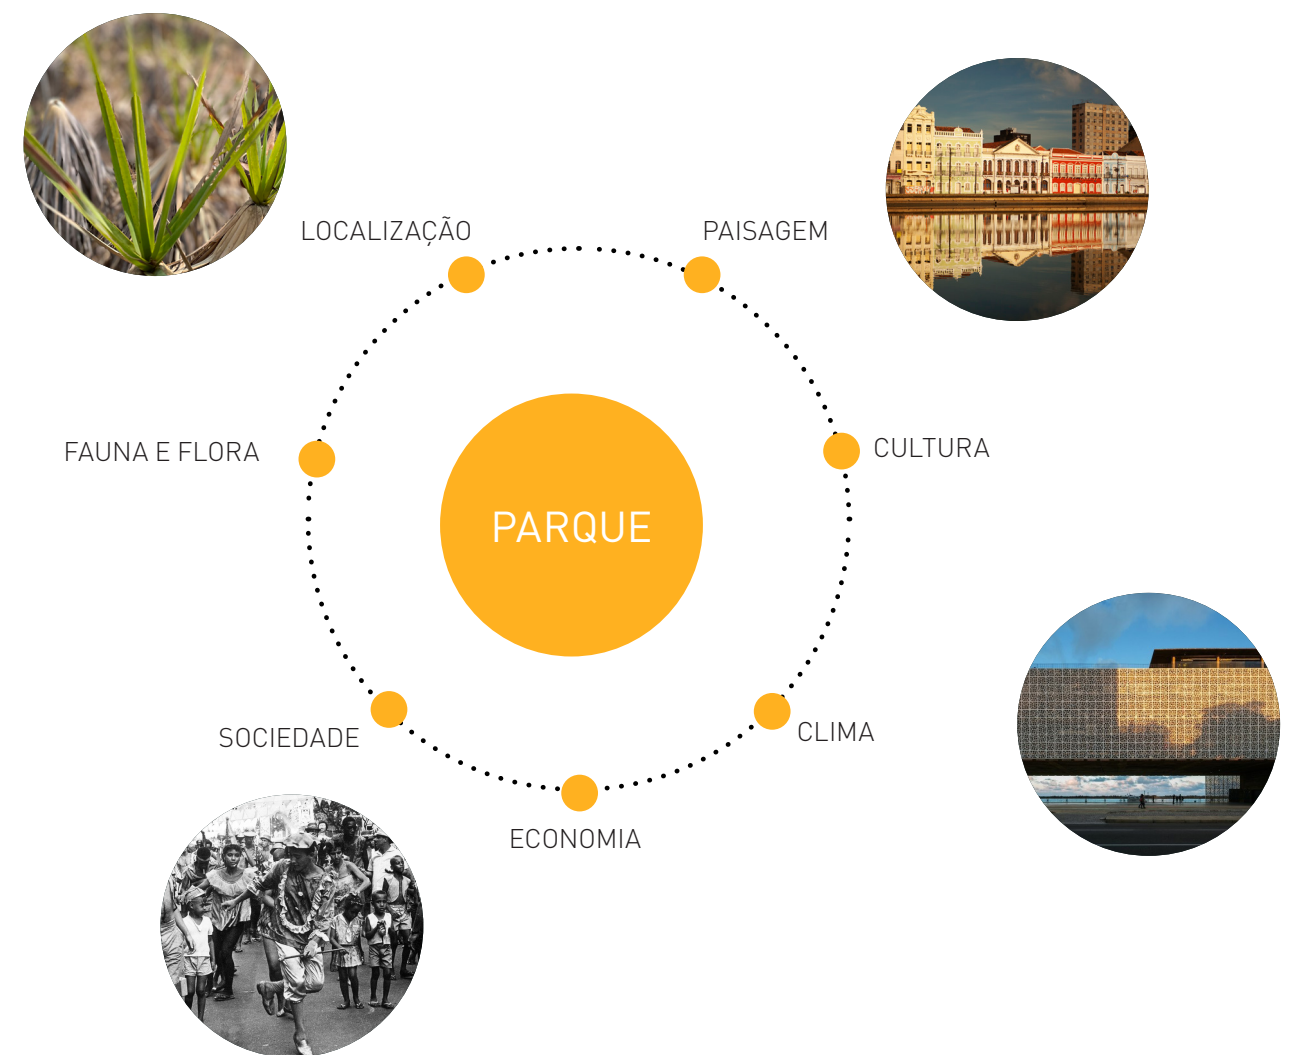 LOCALIZAÇÃO
PAISAGEM
FAUNA E FLORA
CULTURA
PARQUE
SOCIEDADE
CLIMA
ECONOMIA